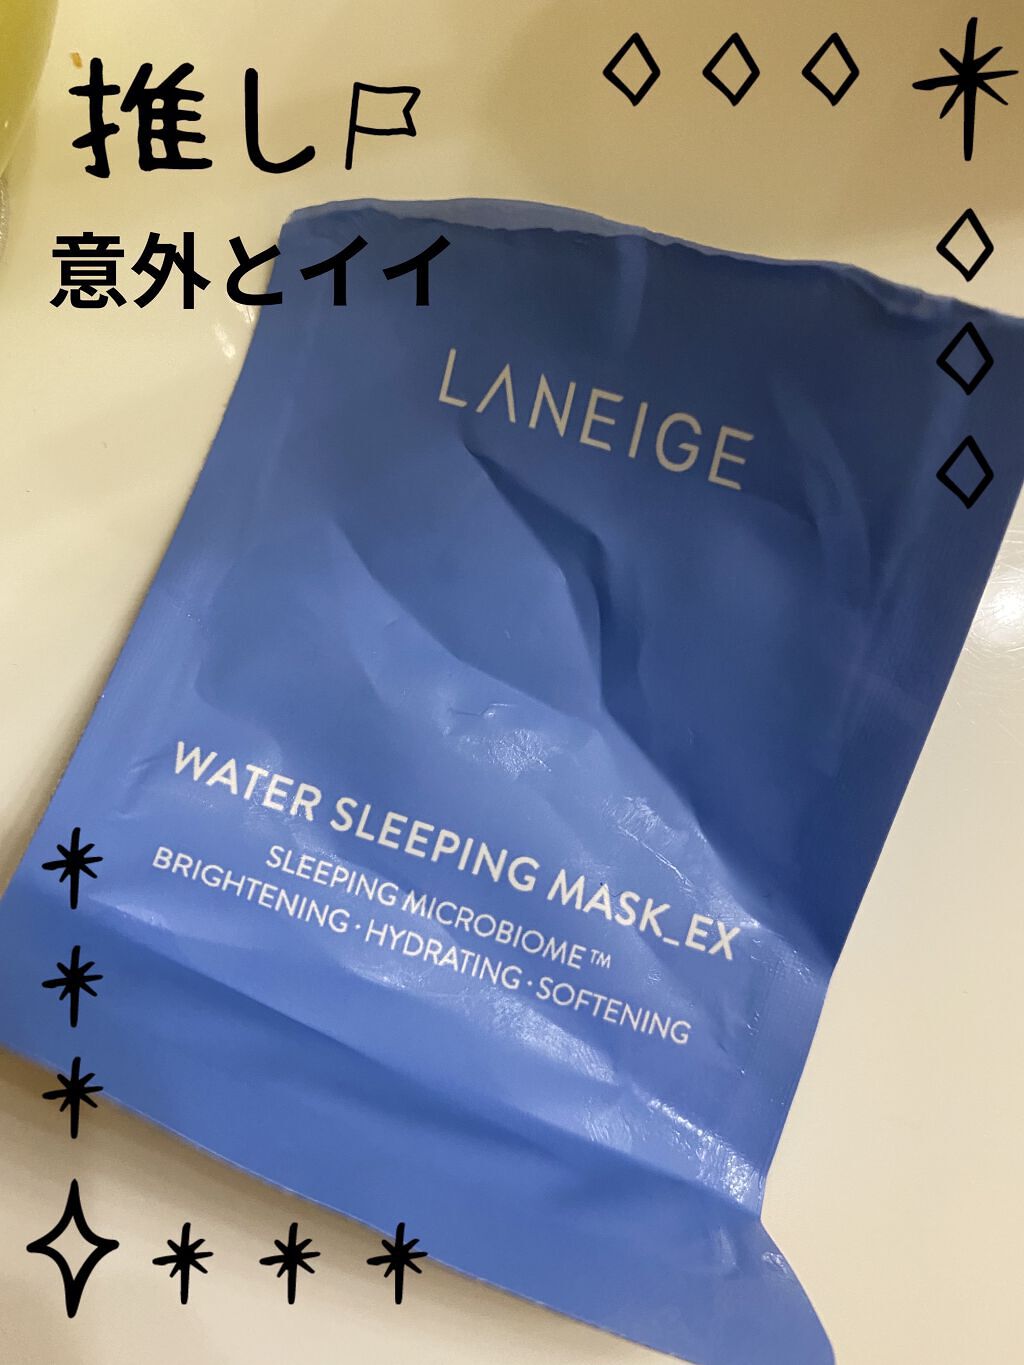 推し
意外とイイ
LANEIGE
WATER SLEEPING MASK_EX
SLEEPING MICROBIOME™
BRIGHTENING・HYDRATING・SOFTENING